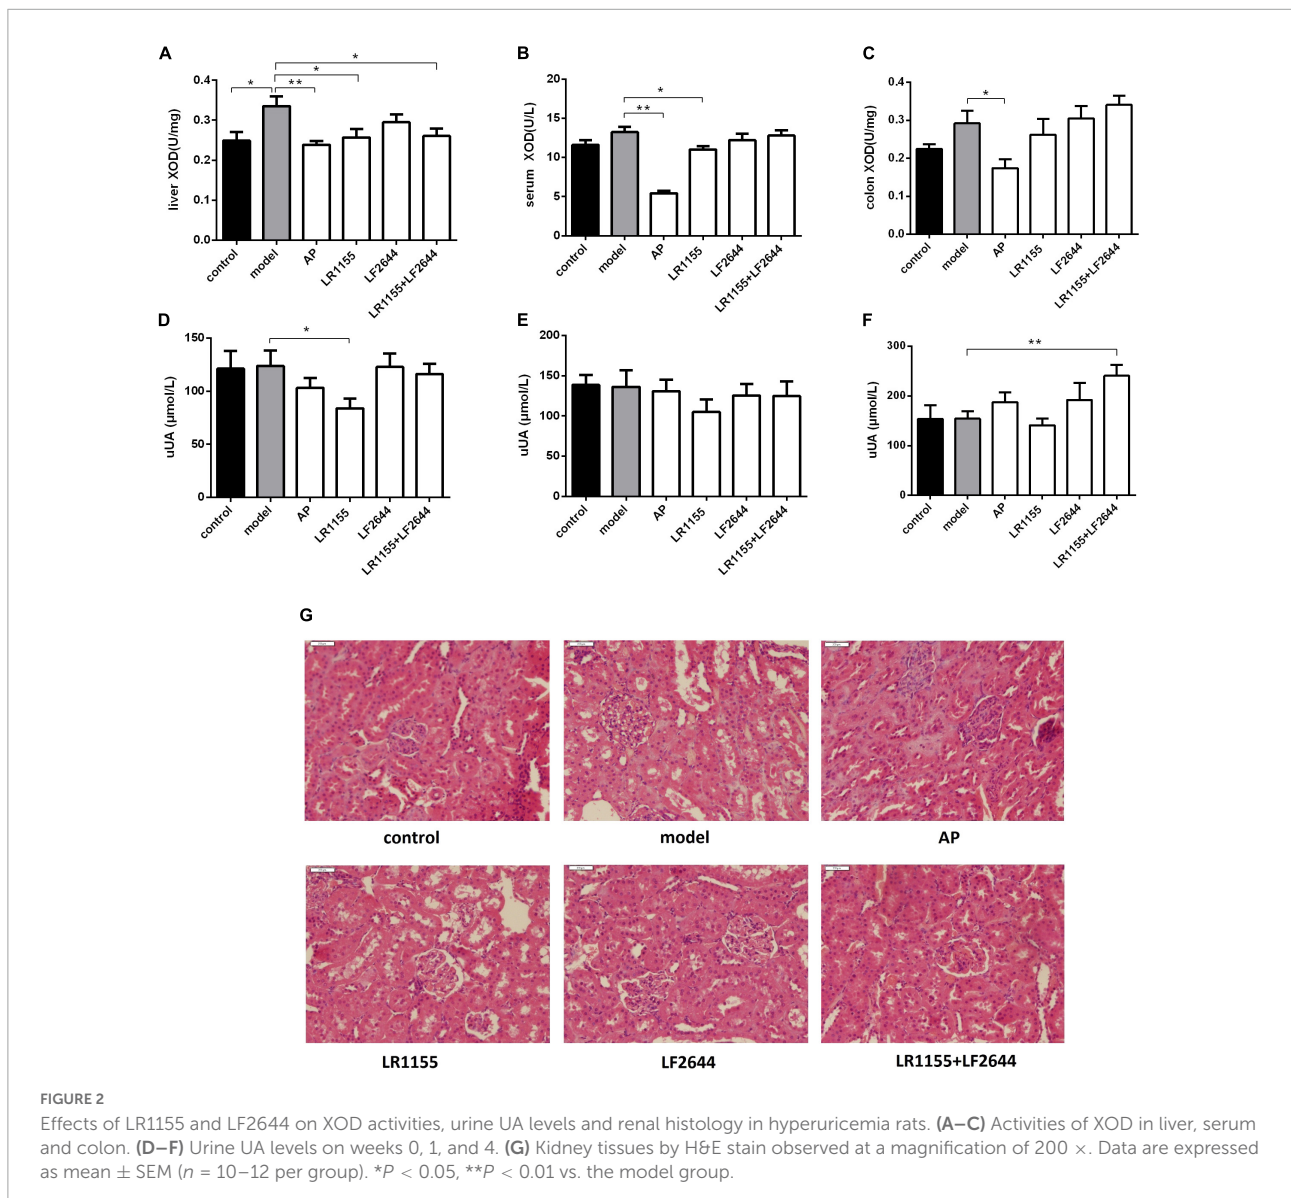 A
liver XOD(U/mg)
0.4
0.3
0.2
0.1
0.0
*
**
*
*
control
model
AP
LR1155
LF2644
LR1155+LF2644
B
serum XOD(U/L)
20
15
10
5
0
**
*
control
model
AP
LR1155
LF2644
LR1155+LF2644
C
colon XOD(U/mg)
0.4
0.3
0.2
0.1
0.0
*
control
model
AP
LR1155
LF2644
LR1155+LF2644
D
uUA (μmol/L)
150
100
50
0
*
control
model
AP
LR1155
LF2644
LR1155+LF2644
E
uUA (μmol/L)
200
150
100
50
0
control
model
AP
LR1155
LF2644
LR1155+LF2644
F
uUA (μmol/L)
300
200
100
0
**
control
model
AP
LR1155
LF2644
LR1155+LF2644
G
control
model
AP
LR1155
LF2644
LR1155+LF2644
FIGURE 2
Effects of LR1155 and LF2644 on XOD activities, urine UA levels and renal histology in hyperuricemia rats. (A–C) Activities of XOD in liver, serum
and colon. (D–F) Urine UA levels on weeks 0, 1, and 4. (G) Kidney tissues by H&E stain observed at a magnification of 200 ×. Data are expressed
as mean ± SEM (n = 10–12 per group). *P < 0.05, **P < 0.01 vs. the model group.